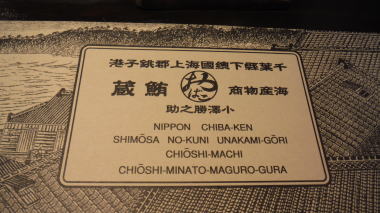 千葉縣下總國海上郡銚子港
海産物商 鮪蔵
小澤勝之助
NIPPON CHIBA-KEN
SHIMŌSA NO-KUNI UNAKAMI-GŌRI
CHIŌSHI-MACHI
CHIŌSHI-MINATO-MAGURO-GURA